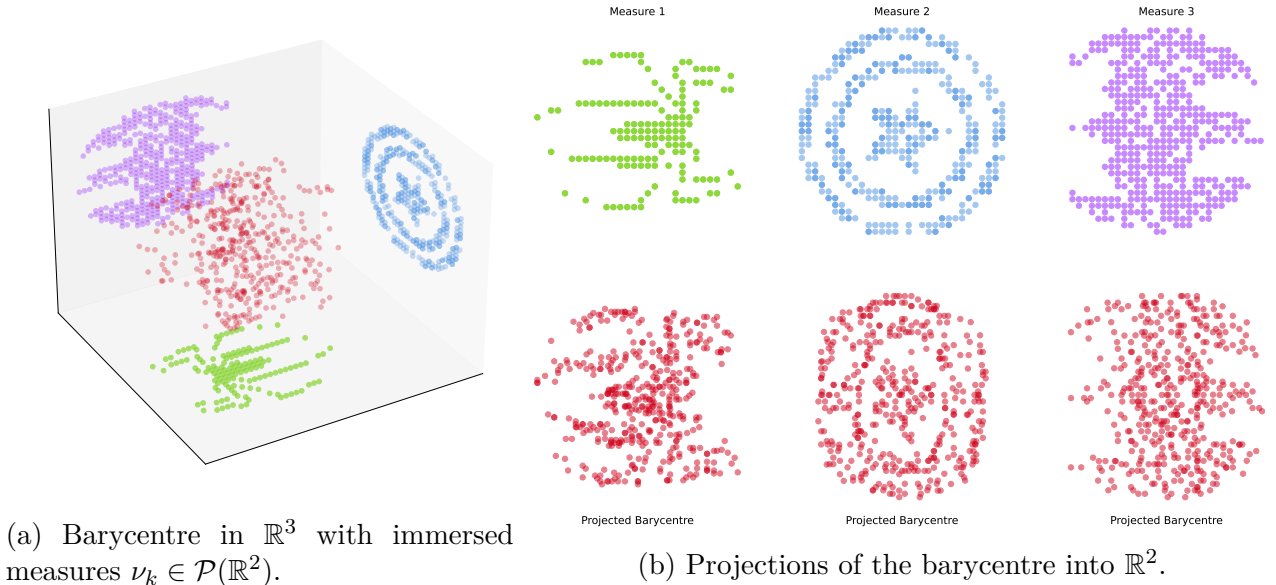 Measure 1
Measure 2
Measure 3
Projected Barycentre
Projected Barycentre
Projected Barycentre
(a) Barycentre in ℝ³ with immersed
measures νₖ ∈ 𝒫(ℝ²).
(b) Projections of the barycentre into ℝ².